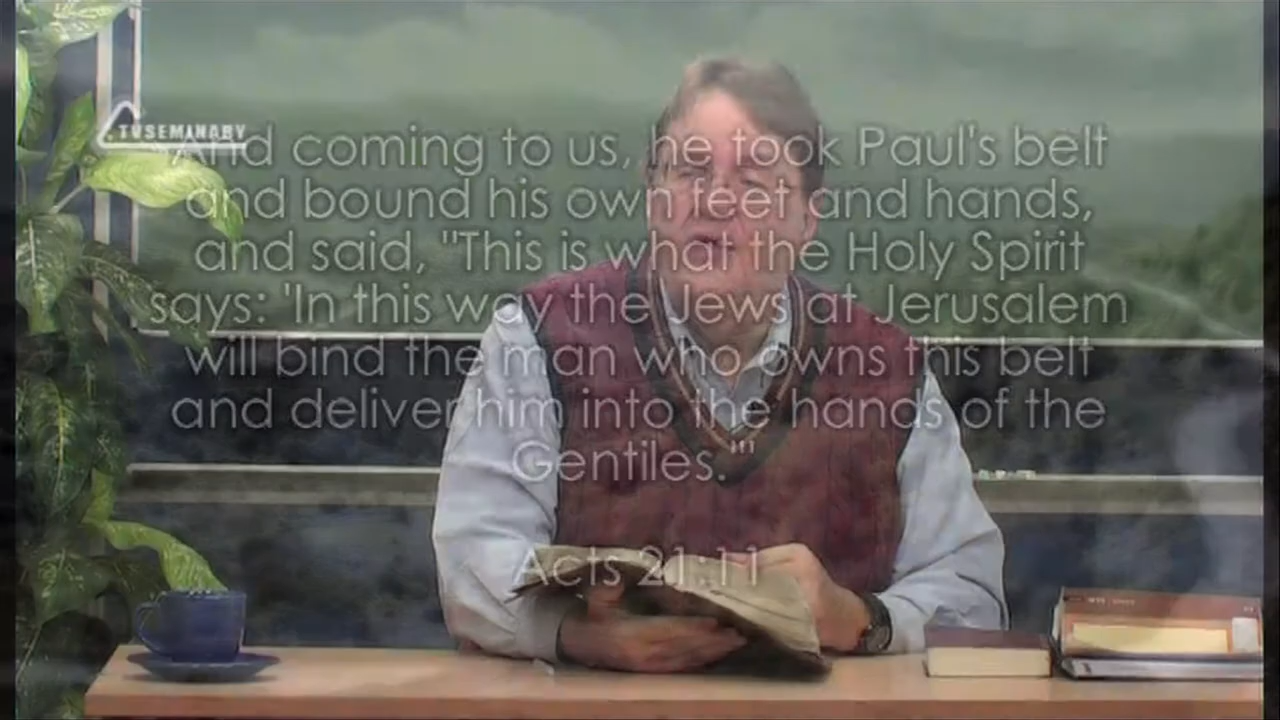 TVSEMINARY
And coming to us, he took Paul's belt
and bound his own feet and hands,
and said, "This is what the Holy Spirit
says: 'In this way the Jews at Jerusalem
will bind the man who owns this belt
and deliver him into the hands of the
Gentiles.'"
Acts 21:11